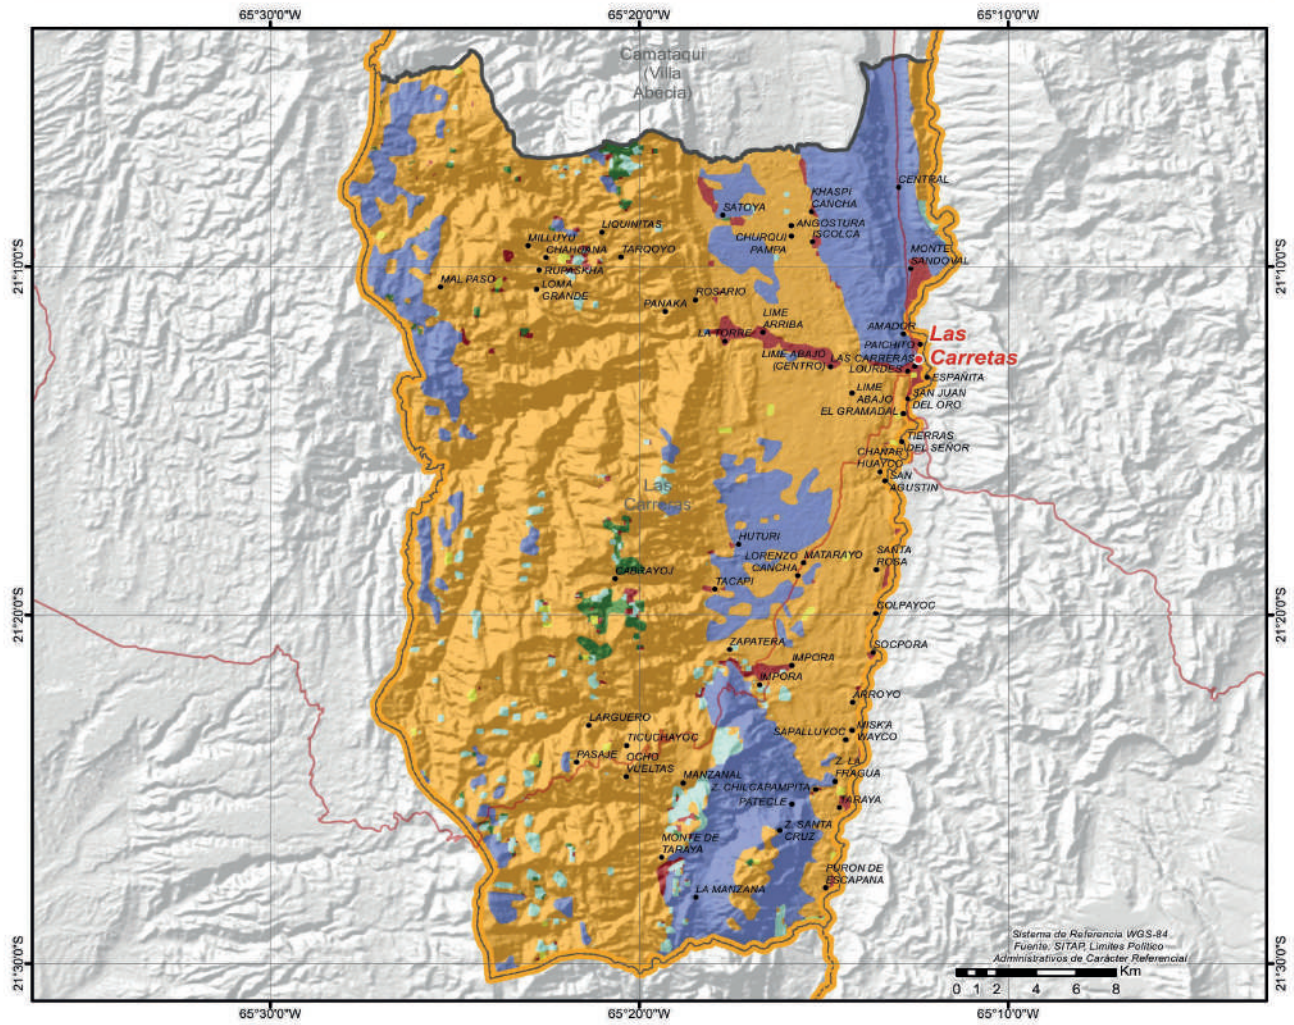 65°30'0"W
65°20'0"W
65°10'0"W
Camataqui
(Villa
Abecia)
CENTRAL
KHASPI
CANCHA
SATOYA
ANGOSTURA
ISCOLCA
CHURQUI
PAMPA
LIQUINITAS
MILLUYU
CHAHUANA
TARQOYO
MONTE
SANDOVAL
21°10'0"S
21°10'0"S
RUPASKHA
MAL PASO
LOMA
GRANDE
ROSARIO
PANAKA
LIME
ARRIBA
LA TORRE
AMADOR
Las
Carretas
PAICHITO
LIME ABAJO
(CENTRO)
LAS CARRERAS
LOURDES
ESPAÑITA
LIME
ABAJO
SAN JUAN
DEL ORO
EL GRAMADAL
TIERRAS
DEL SEÑOR
CHAÑAR
HUAYCO
SAN
AGUSTIN
Las
Carreras
HUTURI
LORENZO
CANCHA
MATARAYO
SANTA
ROSA
CABRAYOJ
TACAPI
COLPAYOC
21°20'0"S
21°20'0"S
ZAPATERA
SOCPORA
IMPORA
IMPORA
ARROYO
LARGUERO
SAPALLUYOC
MISKA
WAYCO
TICUCHAYOC
PASAJE
OCHO
VUELTAS
Z. LA
FRAGUA
MANZANAL
Z. CHILCAPAMPITA
PATECLE
TARAYA
Z. SANTA
CRUZ
MONTE DE
TARAYA
PURON DE
ESCAPANA
LA MANZANA
Sistema de Referencia WGS-84
Fuente. SITAP, Limites Político
Administrativos de Carácter Referencial
21°30'0"S
21°30'0"S
Km
0 1 2 4 6 8
65°30'0"W
65°20'0"W
65°10'0"W